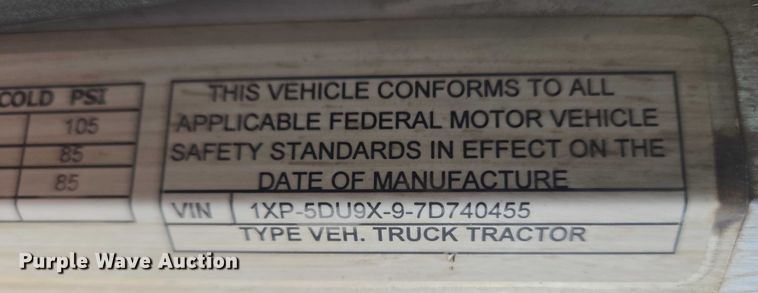 COLD PSI
105
85
85
THIS VEHICLE CONFORMS TO ALL
APPLICABLE FEDERAL MOTOR VEHICLE
SAFETY STANDARDS IN EFFECT ON THE
DATE OF MANUFACTURE
VIN 1XP-5DU9X-9-7D740455
TYPE VEH. TRUCK TRACTOR
Purple Wave Auction